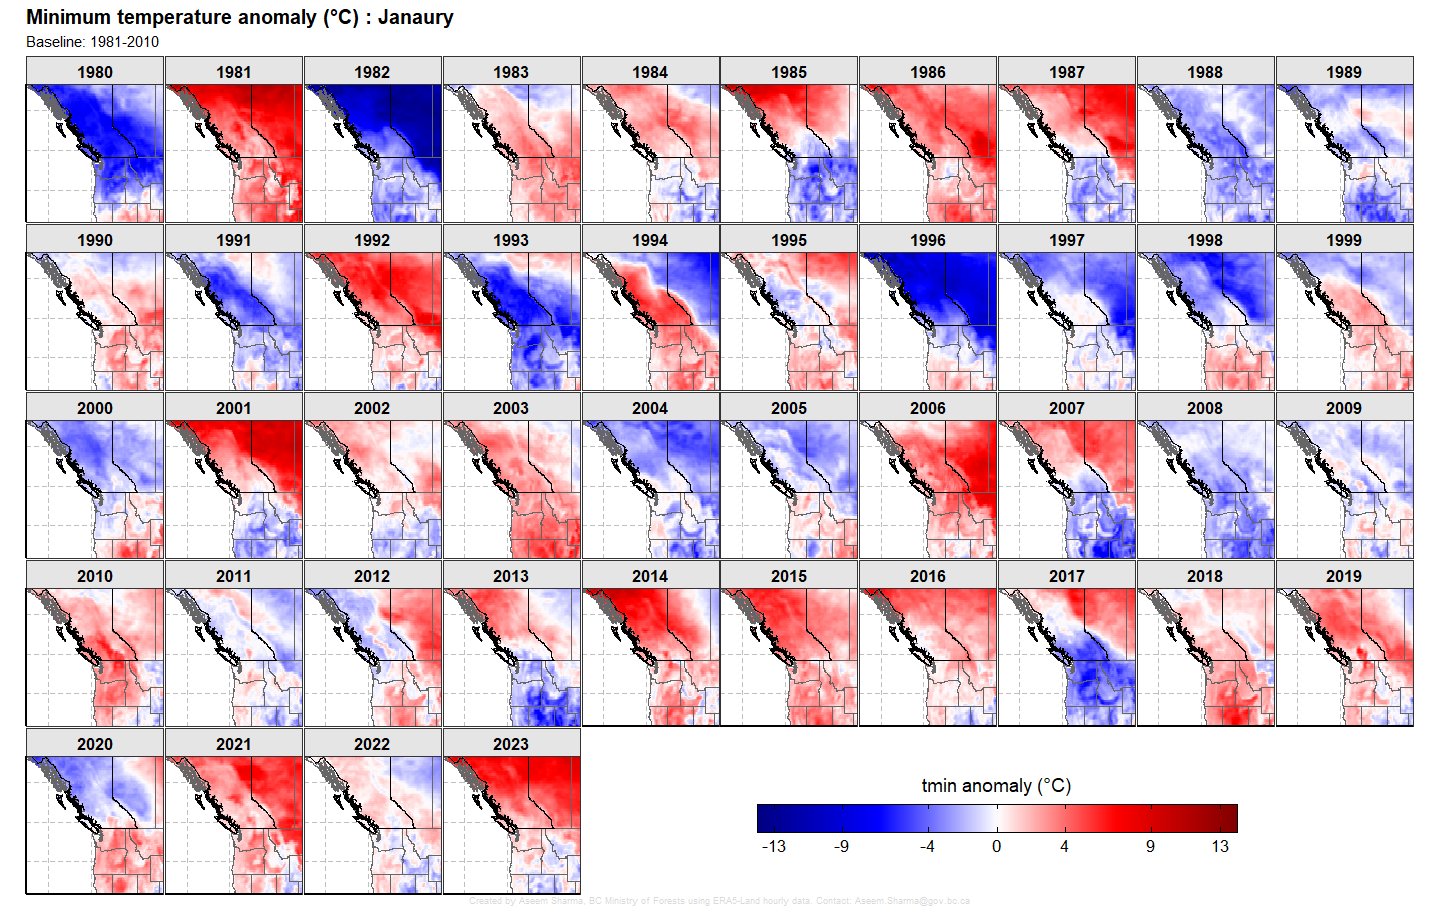 Minimum temperature anomaly (°C) : Janaury
Baseline: 1981-2010
1980 1981 1982 1983 1984 1985 1986 1987 1988 1989
1990 1991 1992 1993 1994 1995 1996 1997 1998 1999
2000 2001 2002 2003 2004 2005 2006 2007 2008 2009
2010 2011 2012 2013 2014 2015 2016 2017 2018 2019
2020 2021 2022 2023
tmin anomaly (°C)
-13 -9 -4 0 4 9 13
Created by Aseem Sharma, BC Ministry of Forests using ERA5-Land hourly data. Contact: Aseem.Sharma@gov.bc.ca